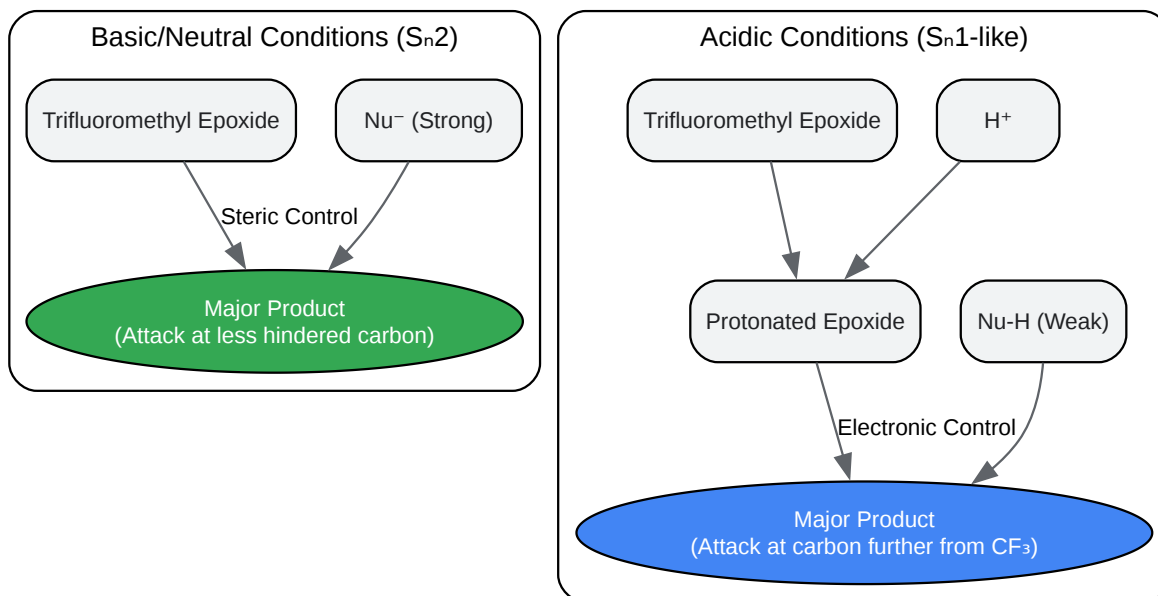 Basic/Neutral Conditions (Sₙ2)
Trifluoromethyl Epoxide
Nu⁻ (Strong)
Steric Control
Major Product
(Attack at less hindered carbon)
Acidic Conditions (Sₙ1-like)
Trifluoromethyl Epoxide
H⁺
Protonated Epoxide
Nu-H (Weak)
Electronic Control
Major Product
(Attack at carbon further from CF₃)